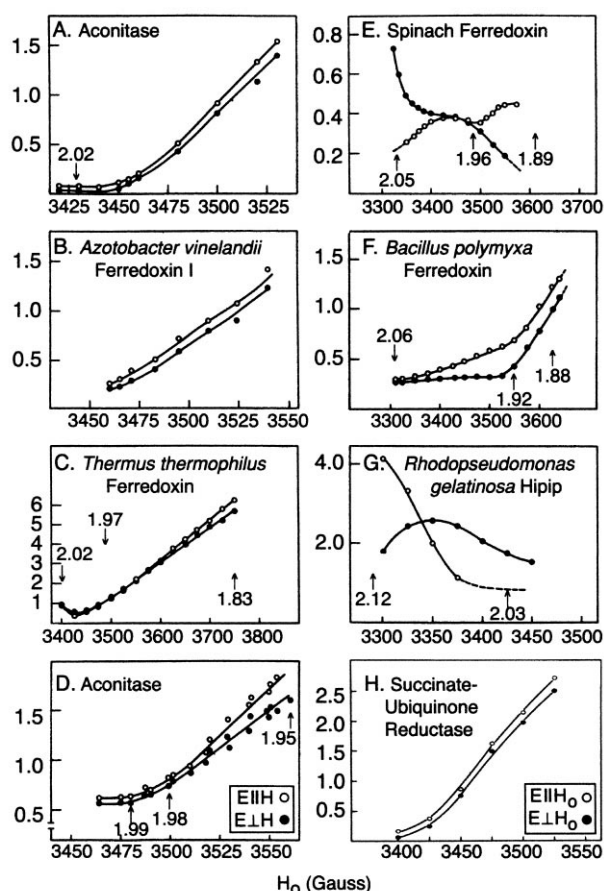 A. Aconitase
1.5
1.0
0.5
2.02
3425 3450 3475 3500 3525
B. Azotobacter vinelandii
Ferredoxin I
1.5
1.0
0.5
3450 3475 3500 3525 3550
C. Thermus thermophilus
Ferredoxin
6
5
4
3
2
1
2.02
1.97
1.83
3400 3500 3600 3700 3800
D. Aconitase
1.5
1.0
0.5
1.99
1.98
1.95
E||H ○
E⊥H ●
3450 3475 3500 3525 3550
E. Spinach Ferredoxin
0.8
0.6
0.4
0.2
2.05
1.96
1.89
3300 3400 3500 3600 3700
F. Bacillus polymyxa
Ferredoxin
1.5
1.0
0.5
2.06
1.92
1.88
3300 3400 3500 3600
G. Rhodopseudomonas
gelatinosa Hipip
4.0
2.0
2.12
2.03
3300 3350 3400 3450 3500
H. Succinate-
Ubiquinone
Reductase
2.5
2.0
1.5
1.0
0.5
E||H₀ ○
E⊥H₀ ●
3400 3450 3500 3550
H₀ (Gauss)